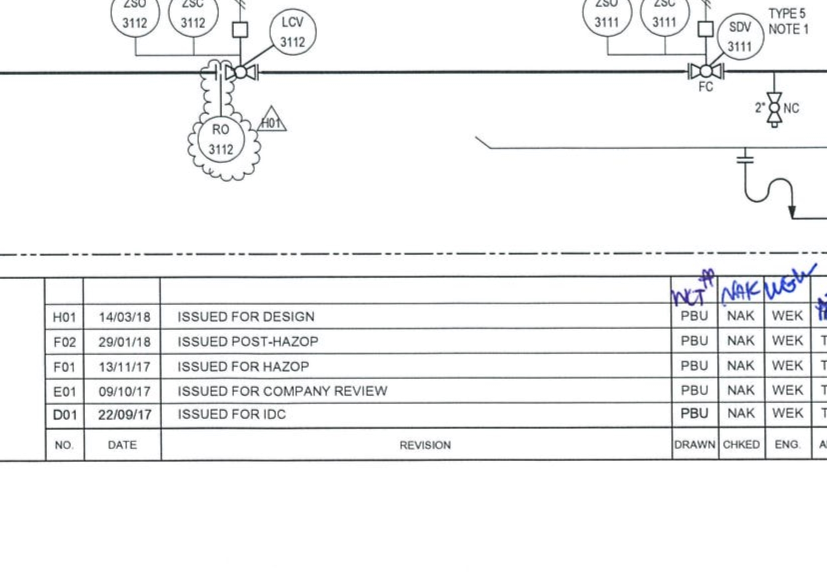 ZSO
3112
ZSC
3112
LCV
3112
RO
3112
H01
ZSO
3111
ZSC
3111
SDV
3111
TYPE 5
NOTE 1
FC
2"
NC
NAK
H01 14/03/18 ISSUED FOR DESIGN PBU NAK WEK
F02 29/01/18 ISSUED POST-HAZOP PBU NAK WEK T
F01 13/11/17 ISSUED FOR HAZOP PBU NAK WEK T
E01 09/10/17 ISSUED FOR COMPANY REVIEW PBU NAK WEK T
D01 22/09/17 ISSUED FOR IDC PBU NAK WEK T
NO. DATE REVISION DRAWN CHKED ENG. A